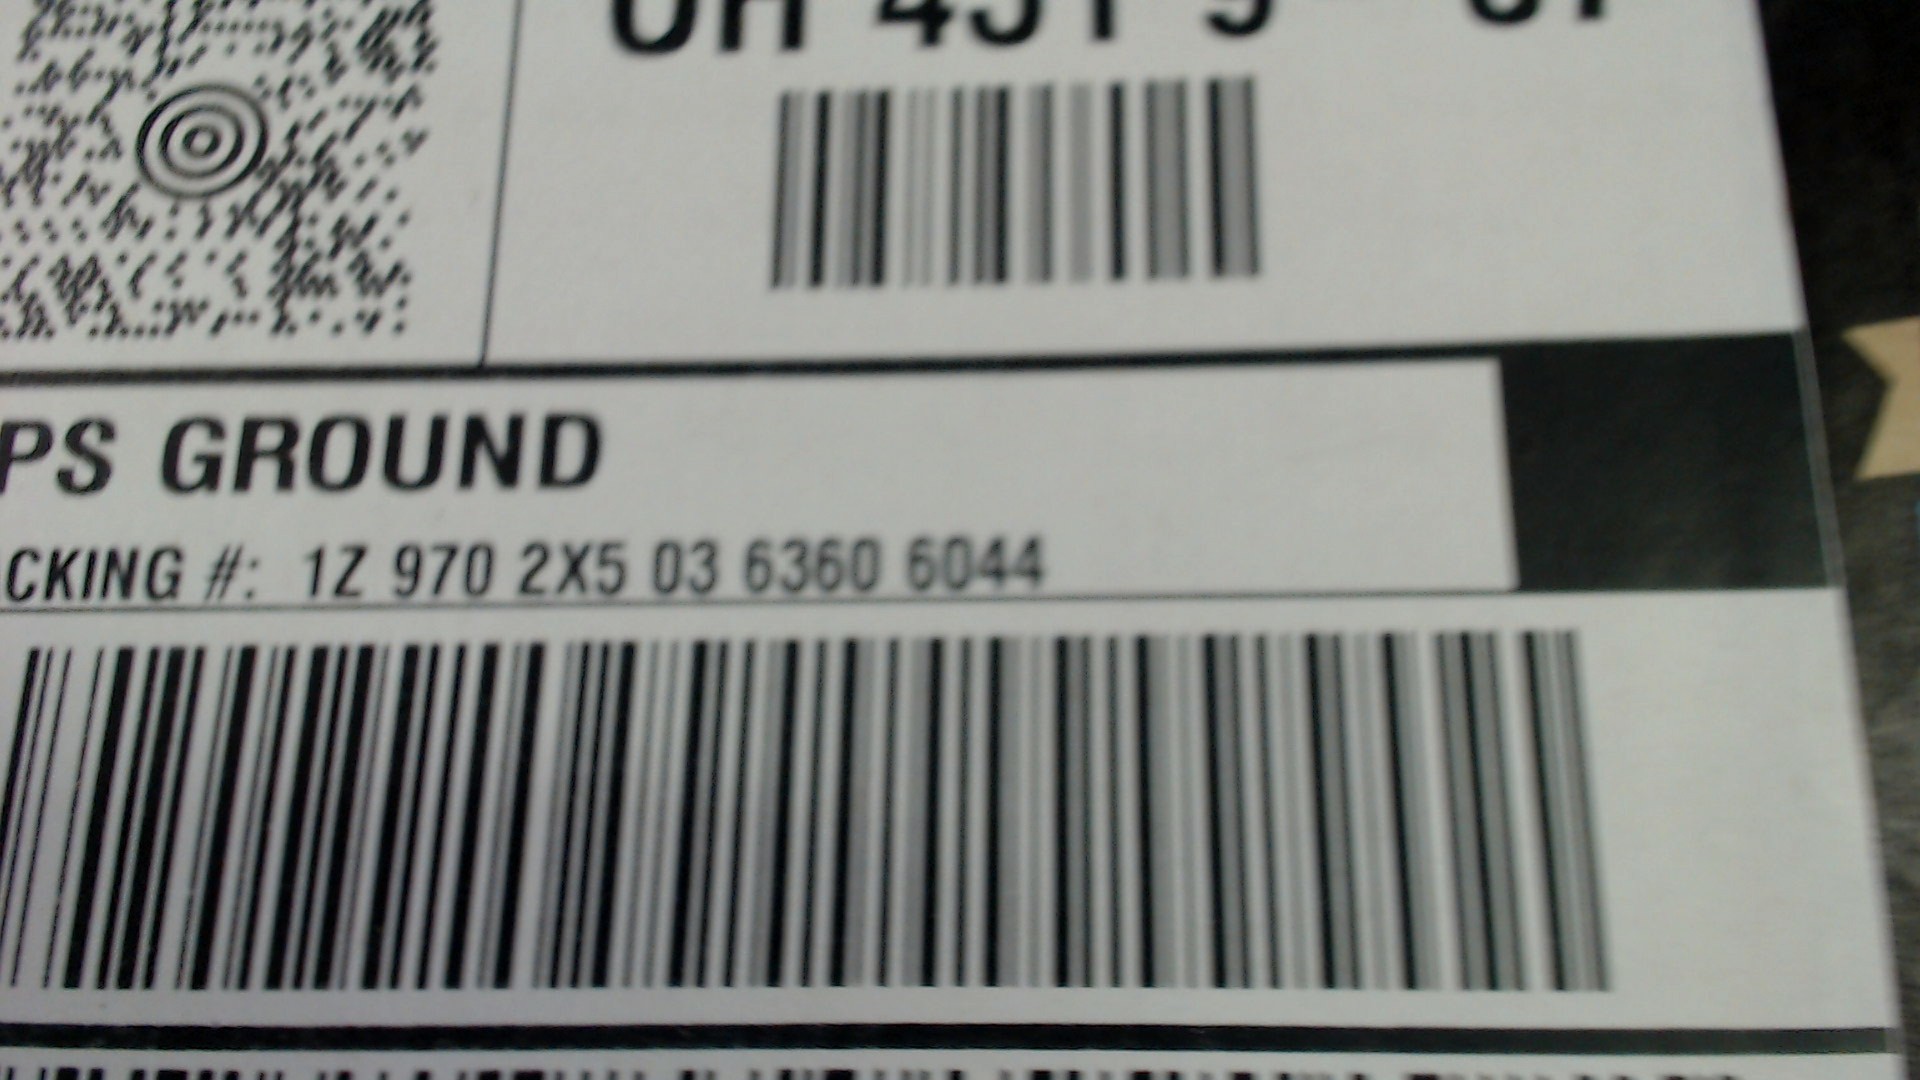 PS GROUND
CKING #: 1Z 970 2X5 03 6360 6044